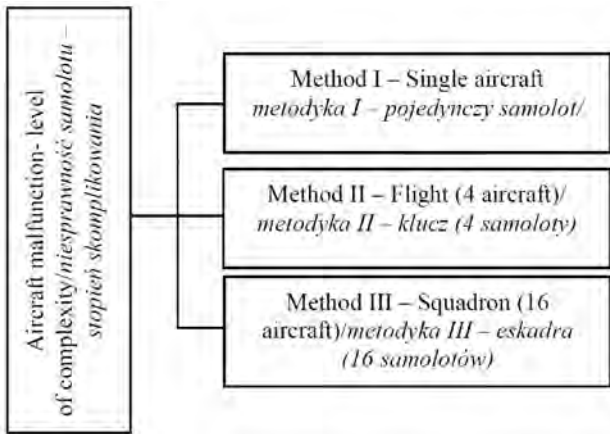 Aircraft malfunction- level
of complexity/niesprawność samolotu –
stopień skomplikowania
Method I – Single aircraft
metodyka I – pojedynczy samolot/
Method II – Flight (4 aircraft)/
metodyka II – klucz (4 samoloty)
Method III – Squadron (16
aircraft)/metodyka III – eskadra
(16 samolotów)